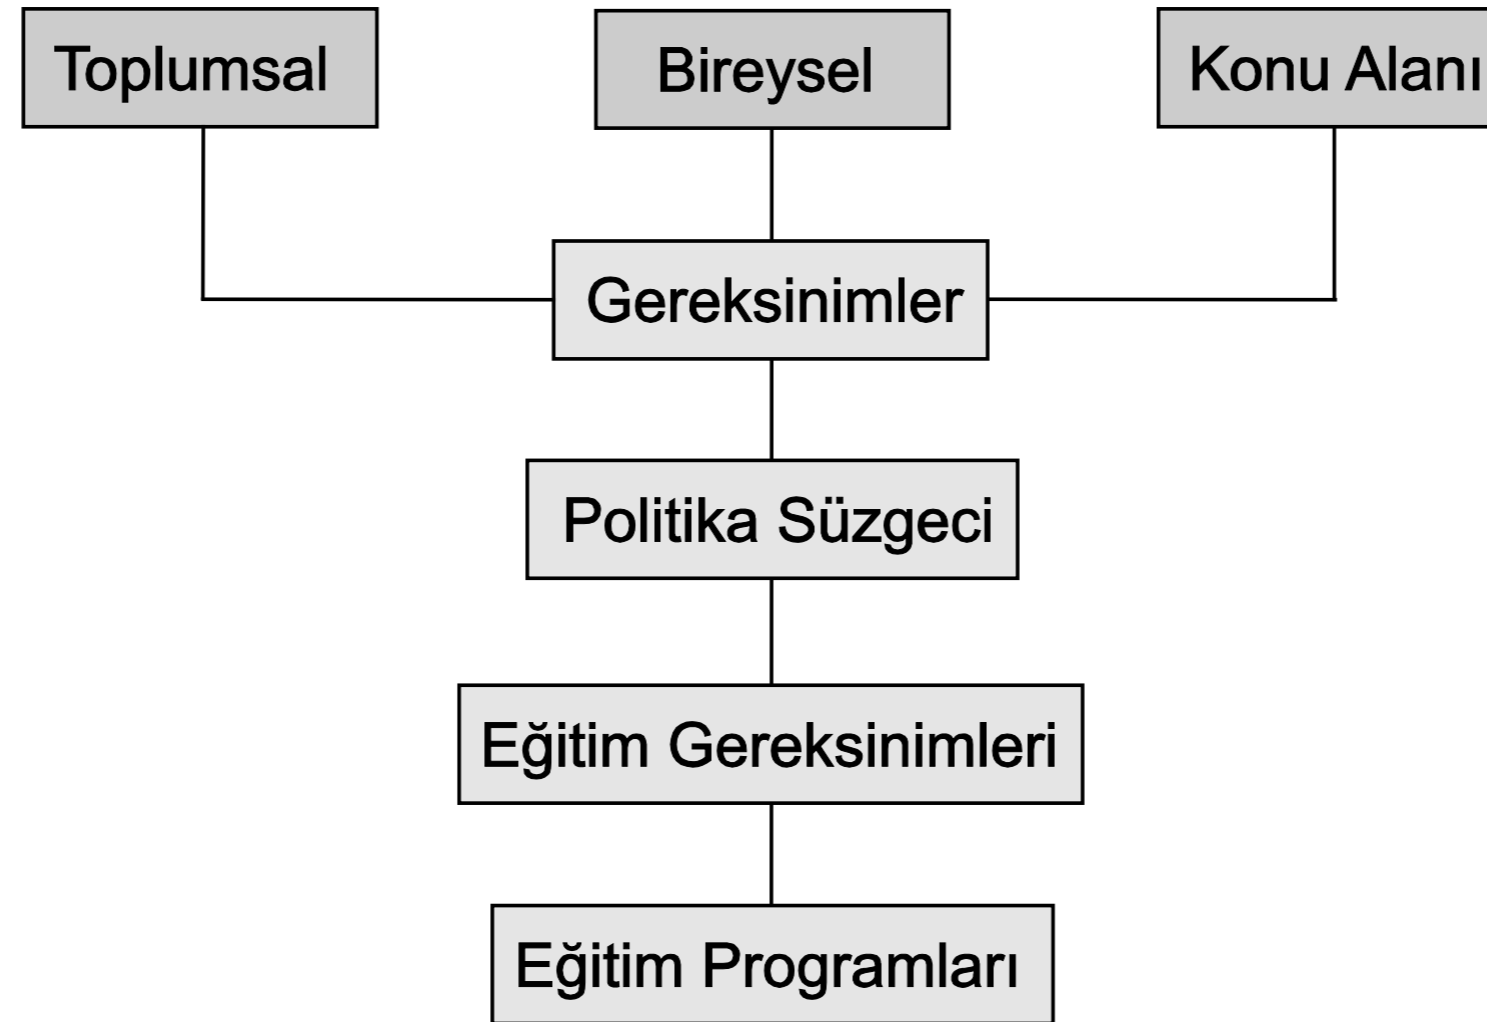 Toplumsal
Bireysel
Konu Alanı
Gereksinimler
Politika Süzgeci
Eğitim Gereksinimleri
Eğitim Programları